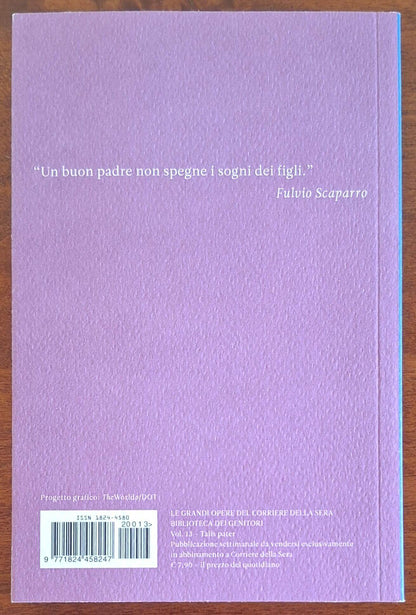 “Un buon padre non spegne i sogni dei figli.”
Fulvio Scaparro
Progetto grafico: TheWorldofDOT
ISSN 1824-4580
20013>
9 771824 458247
LE GRANDI OPERE DEL CORRIERE DELLA SERA
BIBLIOTECA DEI GENITORI
Vol. 13 - Talis pater
Pubblicazione settimanale da vendersi esclusivamente
in abbinamento a Corriere della Sera
€ 7,90 - il prezzo del quotidiano